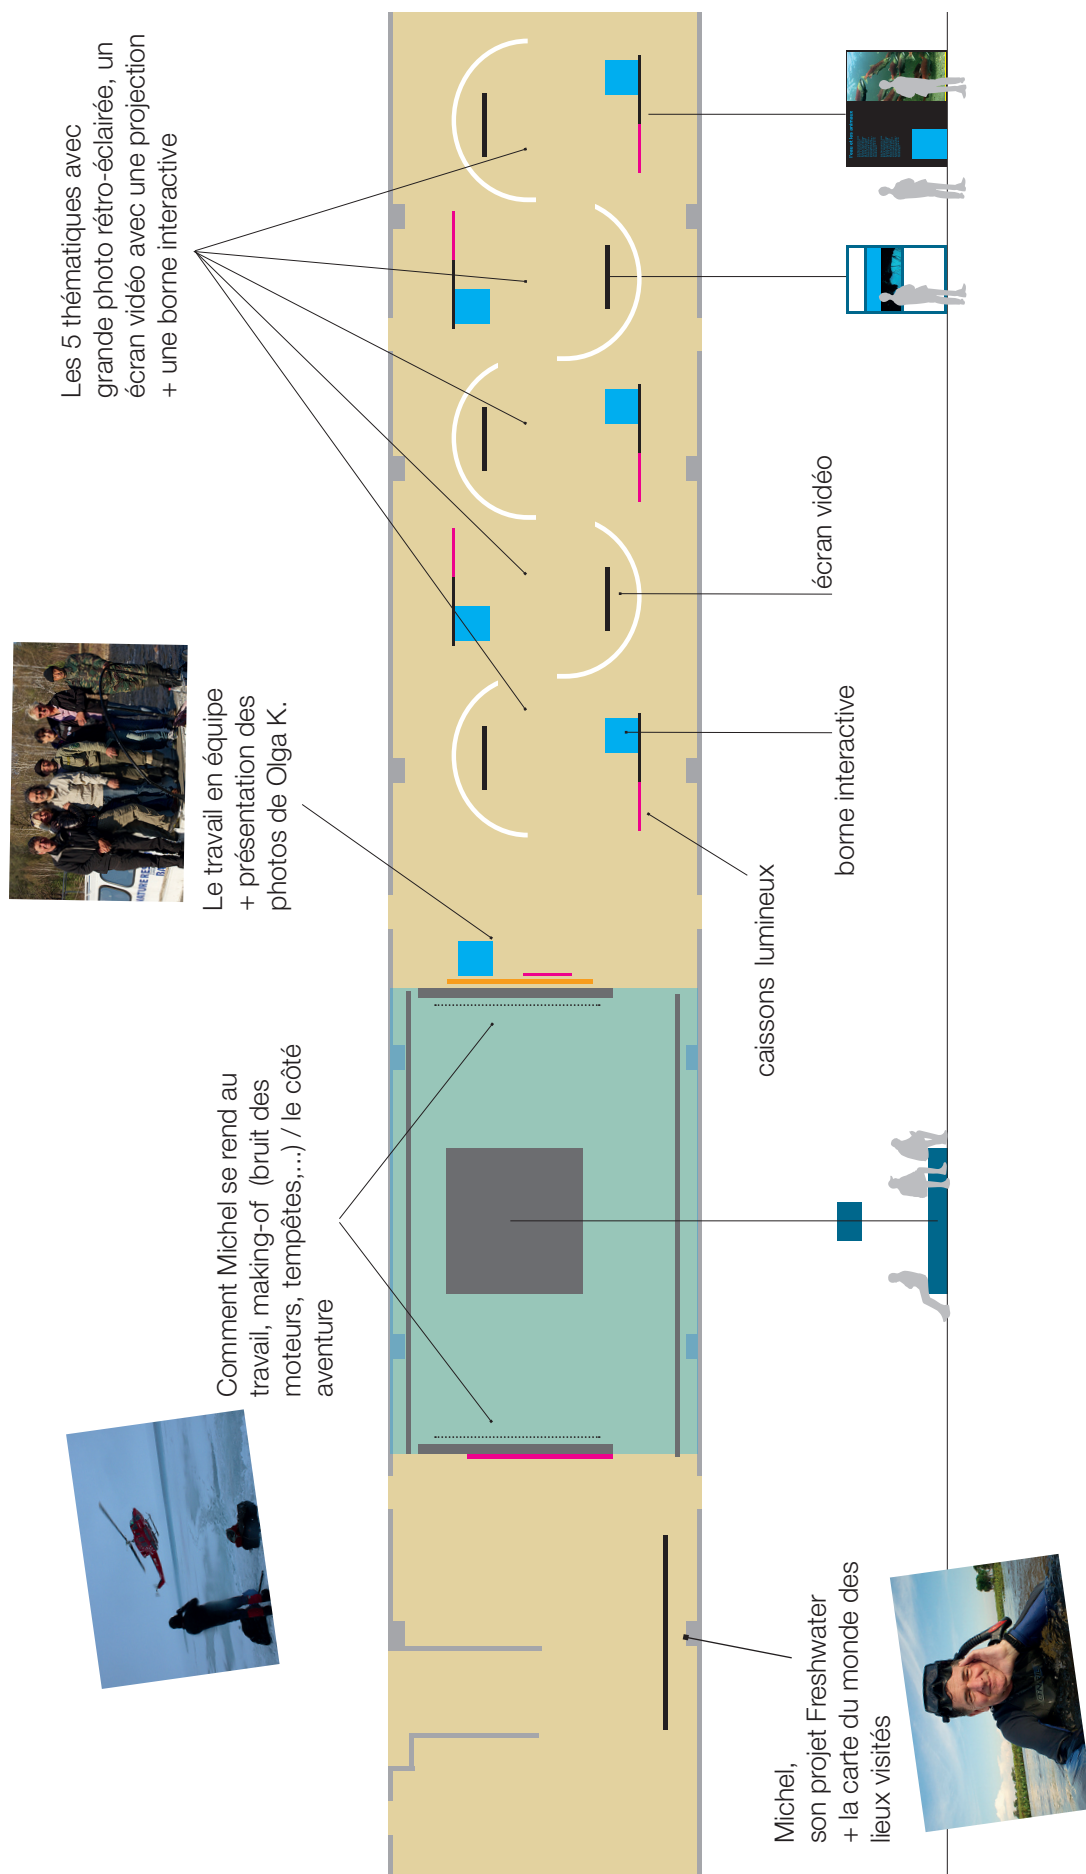 Les 5 thématiques avec
grande photo rétro-éclairée, un
écran vidéo avec une projection
+ une borne interactive
Le travail en équipe
+ présentation des
photos de Olga K.
Comment Michel se rend au
travail, making-of (bruit des
moteurs, tempêtes,...) / le côté
aventure
écran vidéo
borne interactive
caissons lumineux
Michel,
son projet Freshwater
+ la carte du monde des
lieux visités